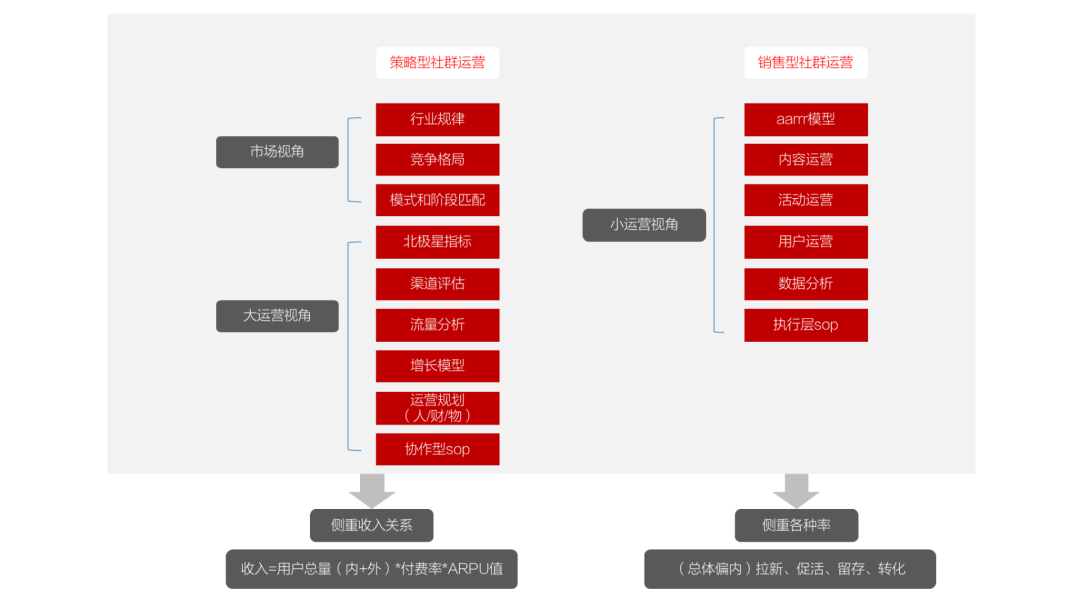 策略型社群运营
市场视角
行业规律
竞争格局
模式和阶段匹配
大运营视角
北极星指标
渠道评估
流量分析
增长模型
运营规划
（人/财/物）
协作型sop
侧重收入关系
收入=用户总量（内+外）*付费率*ARPU值
销售型社群运营
小运营视角
aarrr模型
内容运营
活动运营
用户运营
数据分析
执行层sop
侧重各种率
（总体偏内）拉新、促活、留存、转化